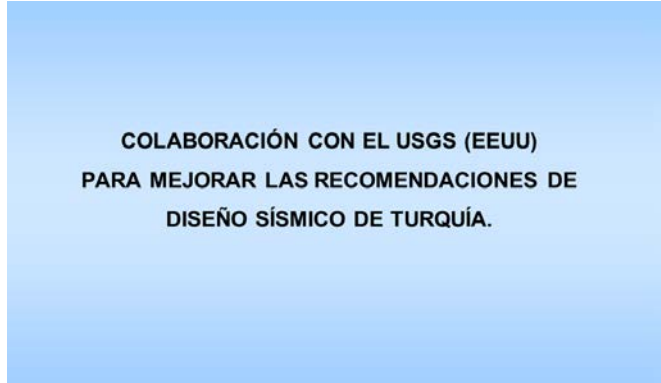 COLABORACIÓN CON EL USGS (EEUU)
PARA MEJORAR LAS RECOMENDACIONES DE
DISEÑO SÍSMICO DE TURQUÍA.